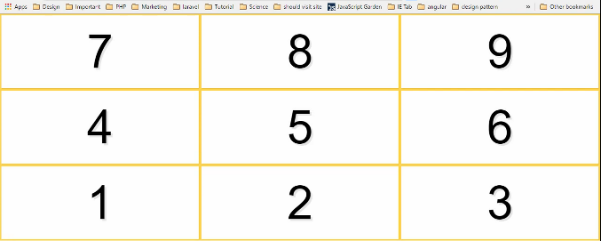 Apps Design Important PHP Marketing laravel Tutorial Science should visit site JavaScript Garden IE Tab angular design pattern » Other bookmarks
7 8 9
4 5 6
1 2 3